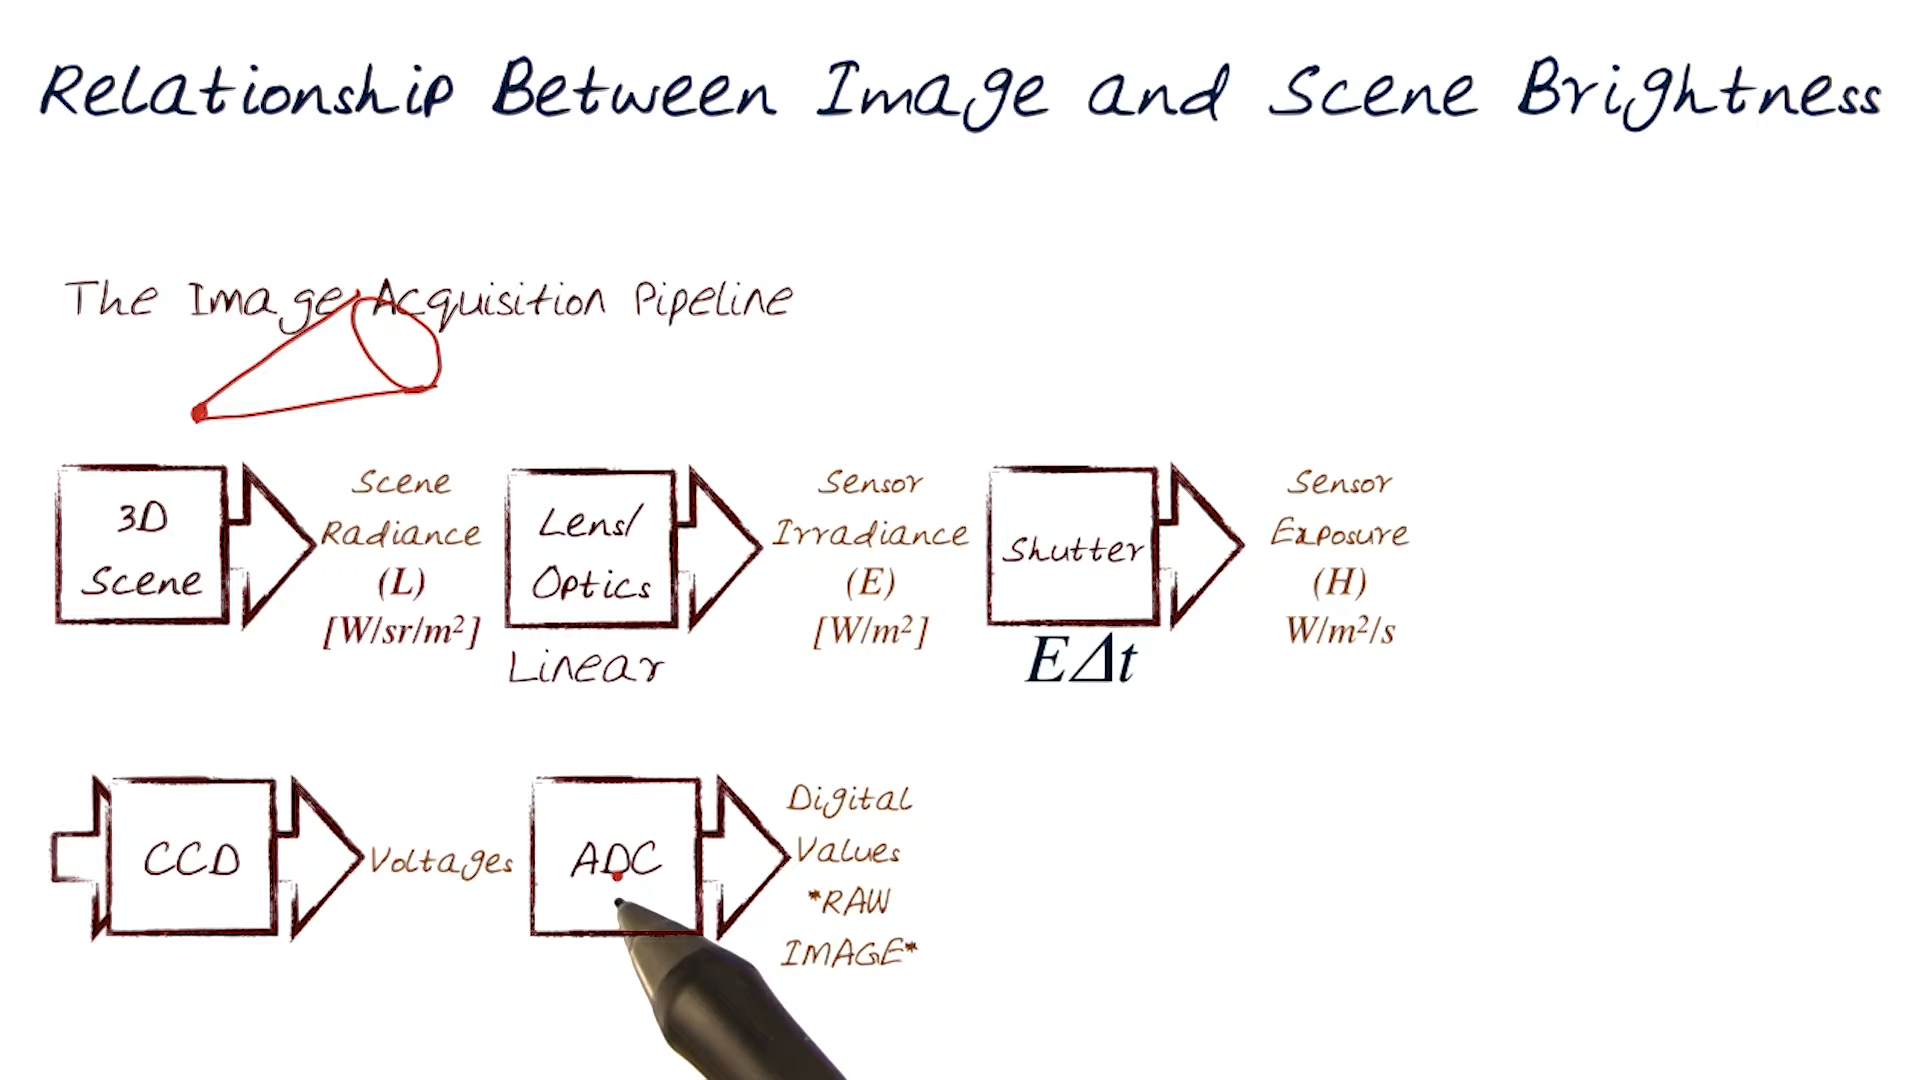 Relationship Between Image and Scene Brightness
The Image Acquisition Pipeline
3D
Scene
Scene
Radiance
(L)
[W/sr/m²]
Lens/
Optics
Linear
Sensor
Irradiance
(E)
[W/m²]
Shutter
EΔt
Sensor
Exposure
(H)
W/m²/s
CCD
Voltages
ADC
Digital
Values
*RAW
IMAGE*